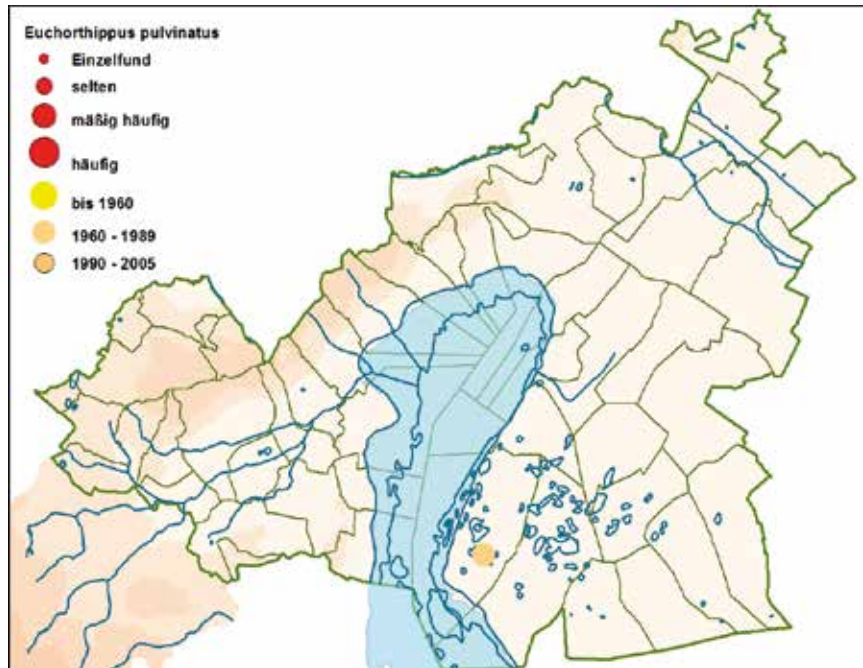 Euchorthippus pulvinatus
Einzelfund
selten
mäßig häufig
häufig
bis 1960
1960 - 1989
1990 - 2005